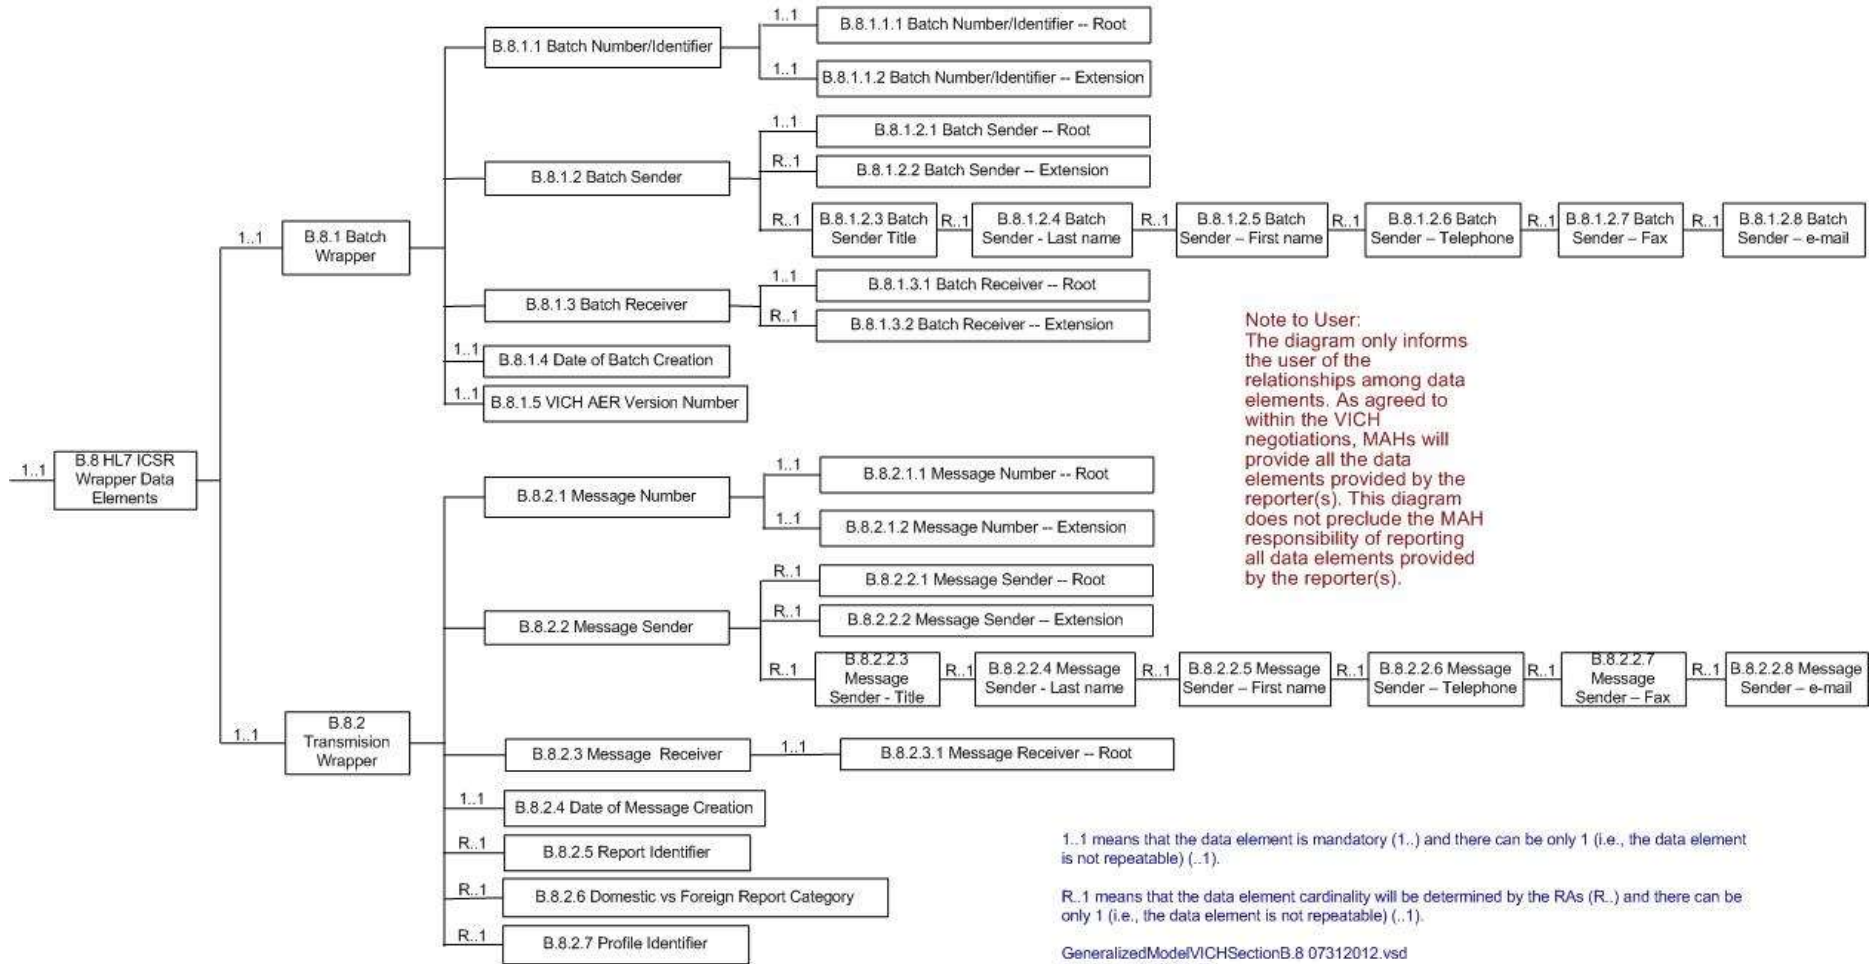 1..1
B.8 HL7 ICSR
Wrapper Data
Elements
1..1
B.8.1 Batch
Wrapper
B.8.1.1 Batch Number/Identifier
1..1
B.8.1.1.1 Batch Number/Identifier -- Root
1..1
B.8.1.1.2 Batch Number/Identifier -- Extension
B.8.1.2 Batch Sender
1..1
B.8.1.2.1 Batch Sender -- Root
R..1
B.8.1.2.2 Batch Sender -- Extension
R..1
B.8.1.2.3 Batch
Sender Title
R..1
B.8.1.2.4 Batch
Sender - Last name
R..1
B.8.1.2.5 Batch
Sender – First name
R..1
B.8.1.2.6 Batch
Sender – Telephone
R..1
B.8.1.2.7 Batch
Sender – Fax
R..1
B.8.1.2.8 Batch
Sender – e-mail
B.8.1.3 Batch Receiver
1..1
B.8.1.3.1 Batch Receiver -- Root
R..1
B.8.1.3.2 Batch Receiver -- Extension
1..1
B.8.1.4 Date of Batch Creation
1..1
B.8.1.5 VICH AER Version Number
1..1
B.8.2
Transmision
Wrapper
B.8.2.1 Message Number
1..1
B.8.2.1.1 Message Number -- Root
1..1
B.8.2.1.2 Message Number -- Extension
B.8.2.2 Message Sender
R..1
B.8.2.2.1 Message Sender -- Root
R..1
B.8.2.2.2 Message Sender -- Extension
R..1
B.8.2.2.3
Message
Sender - Title
R..1
B.8.2.2.4 Message
Sender - Last name
R..1
B.8.2.2.5 Message
Sender – First name
R..1
B.8.2.2.6 Message
Sender – Telephone
R..1
B.8.2.2.7
Message
Sender – Fax
R..1
B.8.2.2.8 Message
Sender – e-mail
B.8.2.3 Message Receiver
1..1
B.8.2.3.1 Message Receiver -- Root
1..1
B.8.2.4 Date of Message Creation
R..1
B.8.2.5 Report Identifier
R..1
B.8.2.6 Domestic vs Foreign Report Category
R..1
B.8.2.7 Profile Identifier
Note to User:
The diagram only informs
the user of the
relationships among data
elements. As agreed to
within the VICH
negotiations, MAHs will
provide all the data
elements provided by the
reporter(s). This diagram
does not preclude the MAH
responsibility of reporting
all data elements provided
by the reporter(s).
1..1 means that the data element is mandatory (1..) and there can be only 1 (i.e., the data element
is not repeatable) (..1).
R..1 means that the data element cardinality will be determined by the RAs (R..) and there can be
only 1 (i.e., the data element is not repeatable) (..1).
GeneralizedModelVICHSectionB.8 07312012.vsd